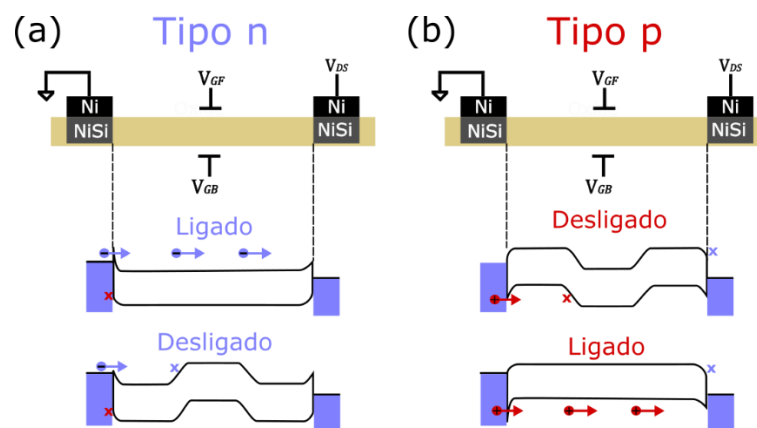 (a) Tipo n
V_GF
V_DS
Ni
NiSi
Ni
NiSi
V_GB
Ligado
x
Desligado
x
x
(b) Tipo p
V_GF
V_DS
Ni
NiSi
Ni
NiSi
V_GB
Desligado
x
x
Ligado
x